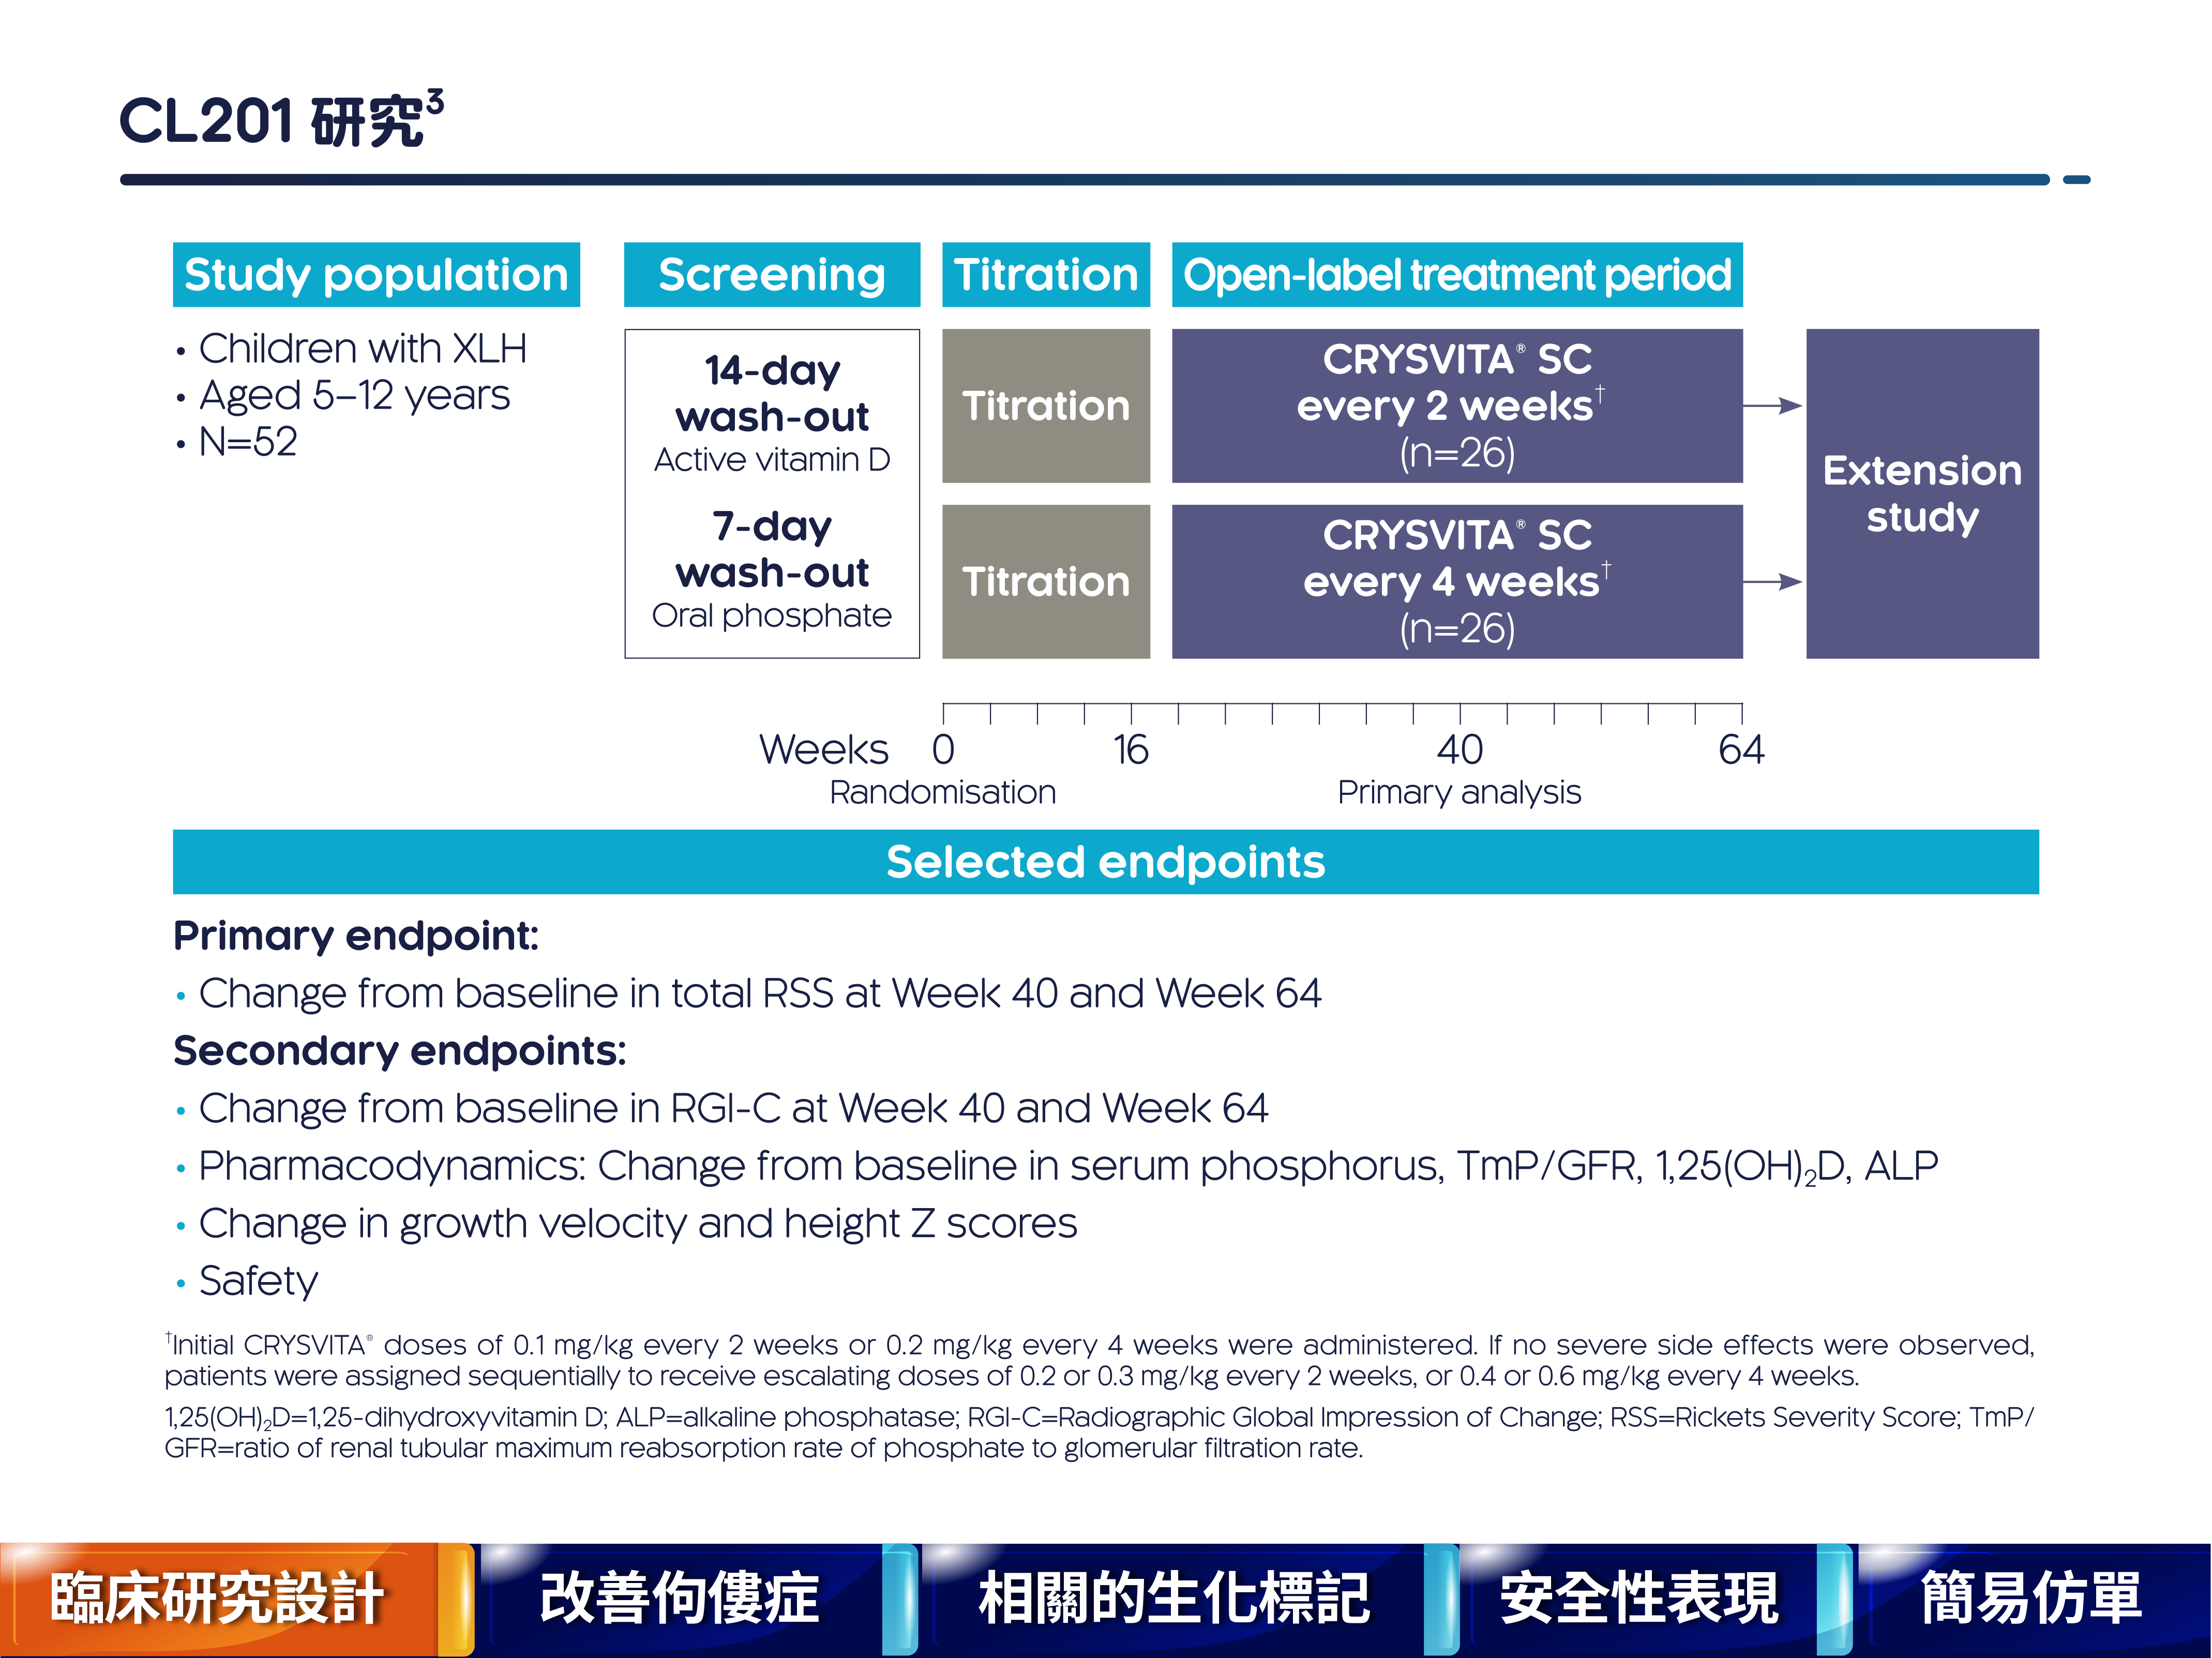 CL201 研究³
Study population
• Children with XLH
• Aged 5–12 years
• N=52
Screening
14-day
wash-out
Active vitamin D
7-day
wash-out
Oral phosphate
Titration
Titration
Titration
Open-label treatment period
CRYSVITA® SC
every 2 weeks†
(n=26)
CRYSVITA® SC
every 4 weeks†
(n=26)
Extension
study
Weeks 0 16 40 64
Randomisation Primary analysis
Selected endpoints
Primary endpoint:
• Change from baseline in total RSS at Week 40 and Week 64
Secondary endpoints:
• Change from baseline in RGI-C at Week 40 and Week 64
• Pharmacodynamics: Change from baseline in serum phosphorus, TmP/GFR, 1,25(OH)₂D, ALP
• Change in growth velocity and height Z scores
• Safety
†Initial CRYSVITA® doses of 0.1 mg/kg every 2 weeks or 0.2 mg/kg every 4 weeks were administered. If no severe side effects were observed,
patients were assigned sequentially to receive escalating doses of 0.2 or 0.3 mg/kg every 2 weeks, or 0.4 or 0.6 mg/kg every 4 weeks.
1,25(OH)₂D=1,25-dihydroxyvitamin D; ALP=alkaline phosphatase; RGI-C=Radiographic Global Impression of Change; RSS=Rickets Severity Score; TmP/
GFR=ratio of renal tubular maximum reabsorption rate of phosphate to glomerular filtration rate.
臨床研究設計
改善佝僂症
相關的生化標記
安全性表現
簡易仿單